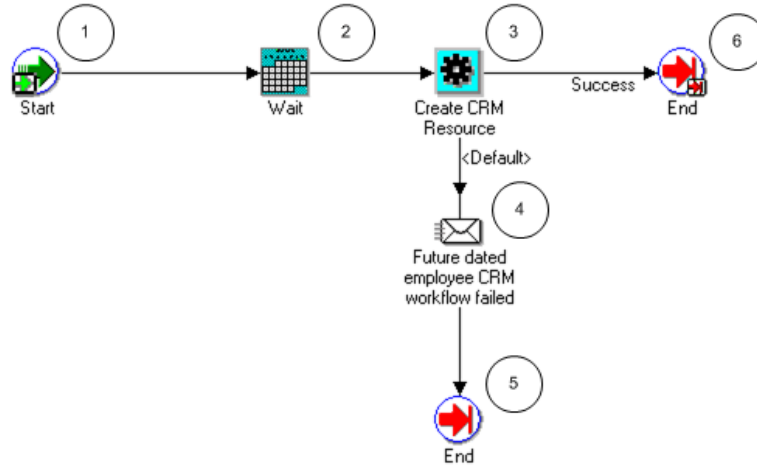 1
2
3
6
Start
Wait
Create CRM
Resource
Success
End
<Default>
4
Future dated
employee CRM
workflow failed
5
End